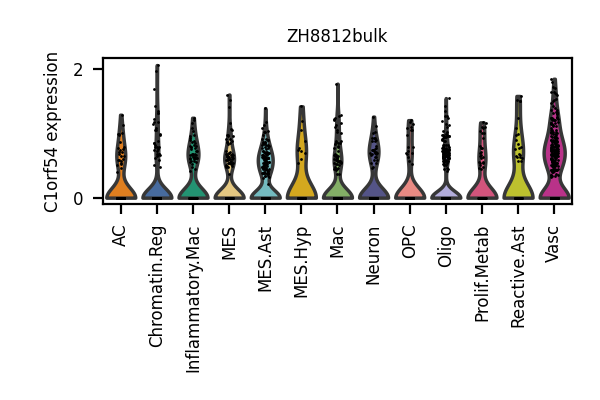 ZH8812bulk
C1orf54 expression
2
0
AC
Chromatin.Reg
Inflammatory.Mac
MES
MES.Ast
MES.Hyp
Mac
Neuron
OPC
Oligo
Prolif.Metab
Reactive.Ast
Vasc